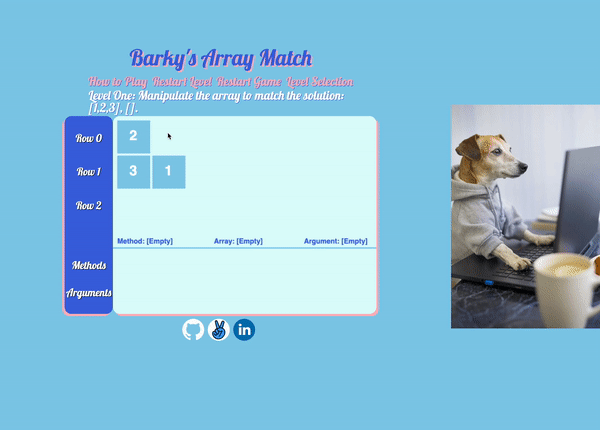 Barky's Array Match
How to Play Restart Level Restart Game Level Selection
Level One: Manipulate the array to match the solution:
[1,2,3], [].
Row 0
2
Row 1
3 1
Row 2
Method: [Empty] Array: [Empty] Argument: [Empty]
Methods
Arguments
in